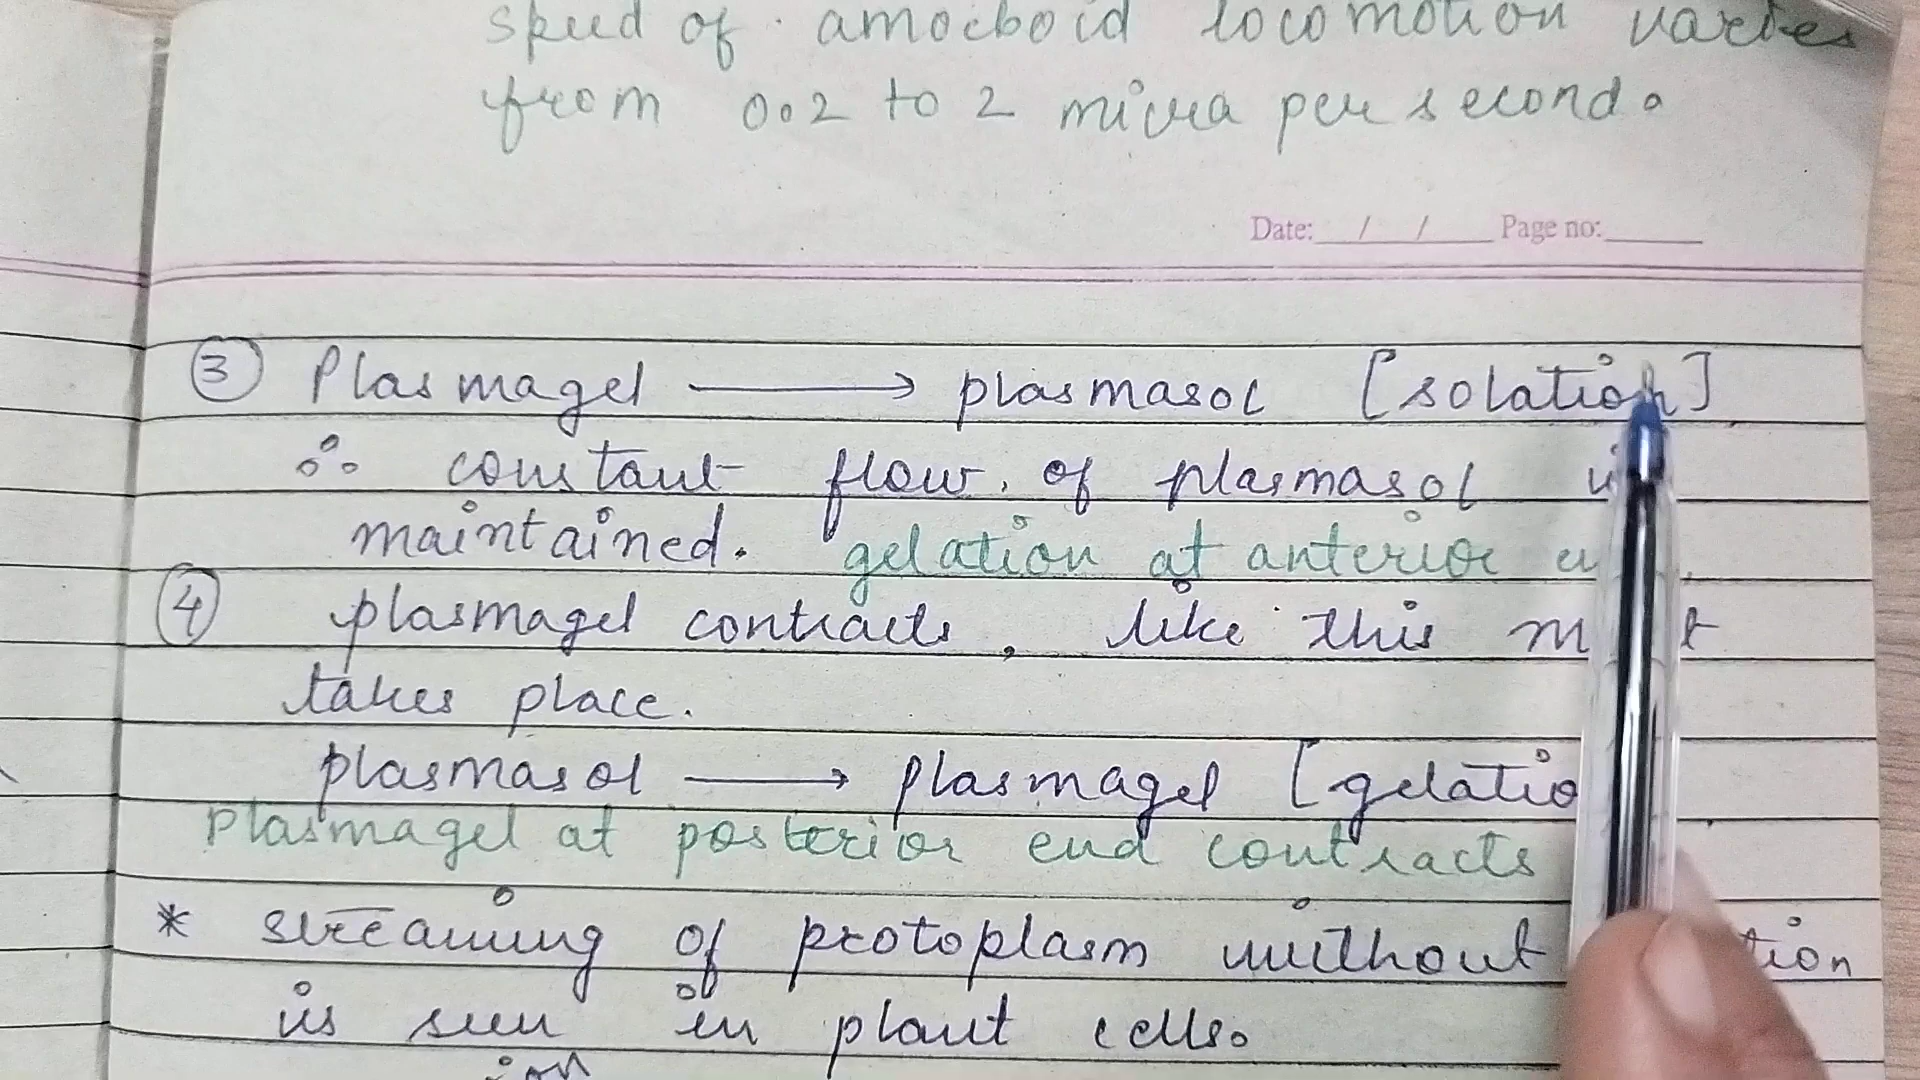 speed of amoeboid locomotion varies
from 0.2 to 2 micra per second.
Date: / / Page no:
③ Plasmagel ⟶ plasmasol [solation]
∴ constant flow of plasmasol
maintained. gelation at anterior
④ plasmagel contracts, like this
takes place.
plasmasol ⟶ plasmagel [gelatio
Plasmagel at posterior end contracts
* streaming of protoplasm without
is seen in plant cells.